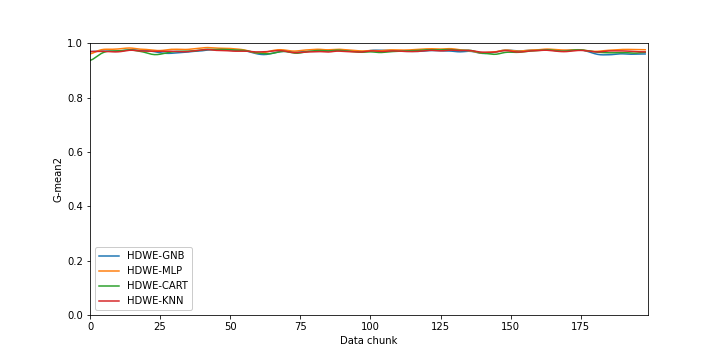 1.0
0.8
0.6
0.4
0.2
0.0
G-mean2
HDWE-GNB
HDWE-MLP
HDWE-CART
HDWE-KNN
0 25 50 75 100 125 150 175
Data chunk